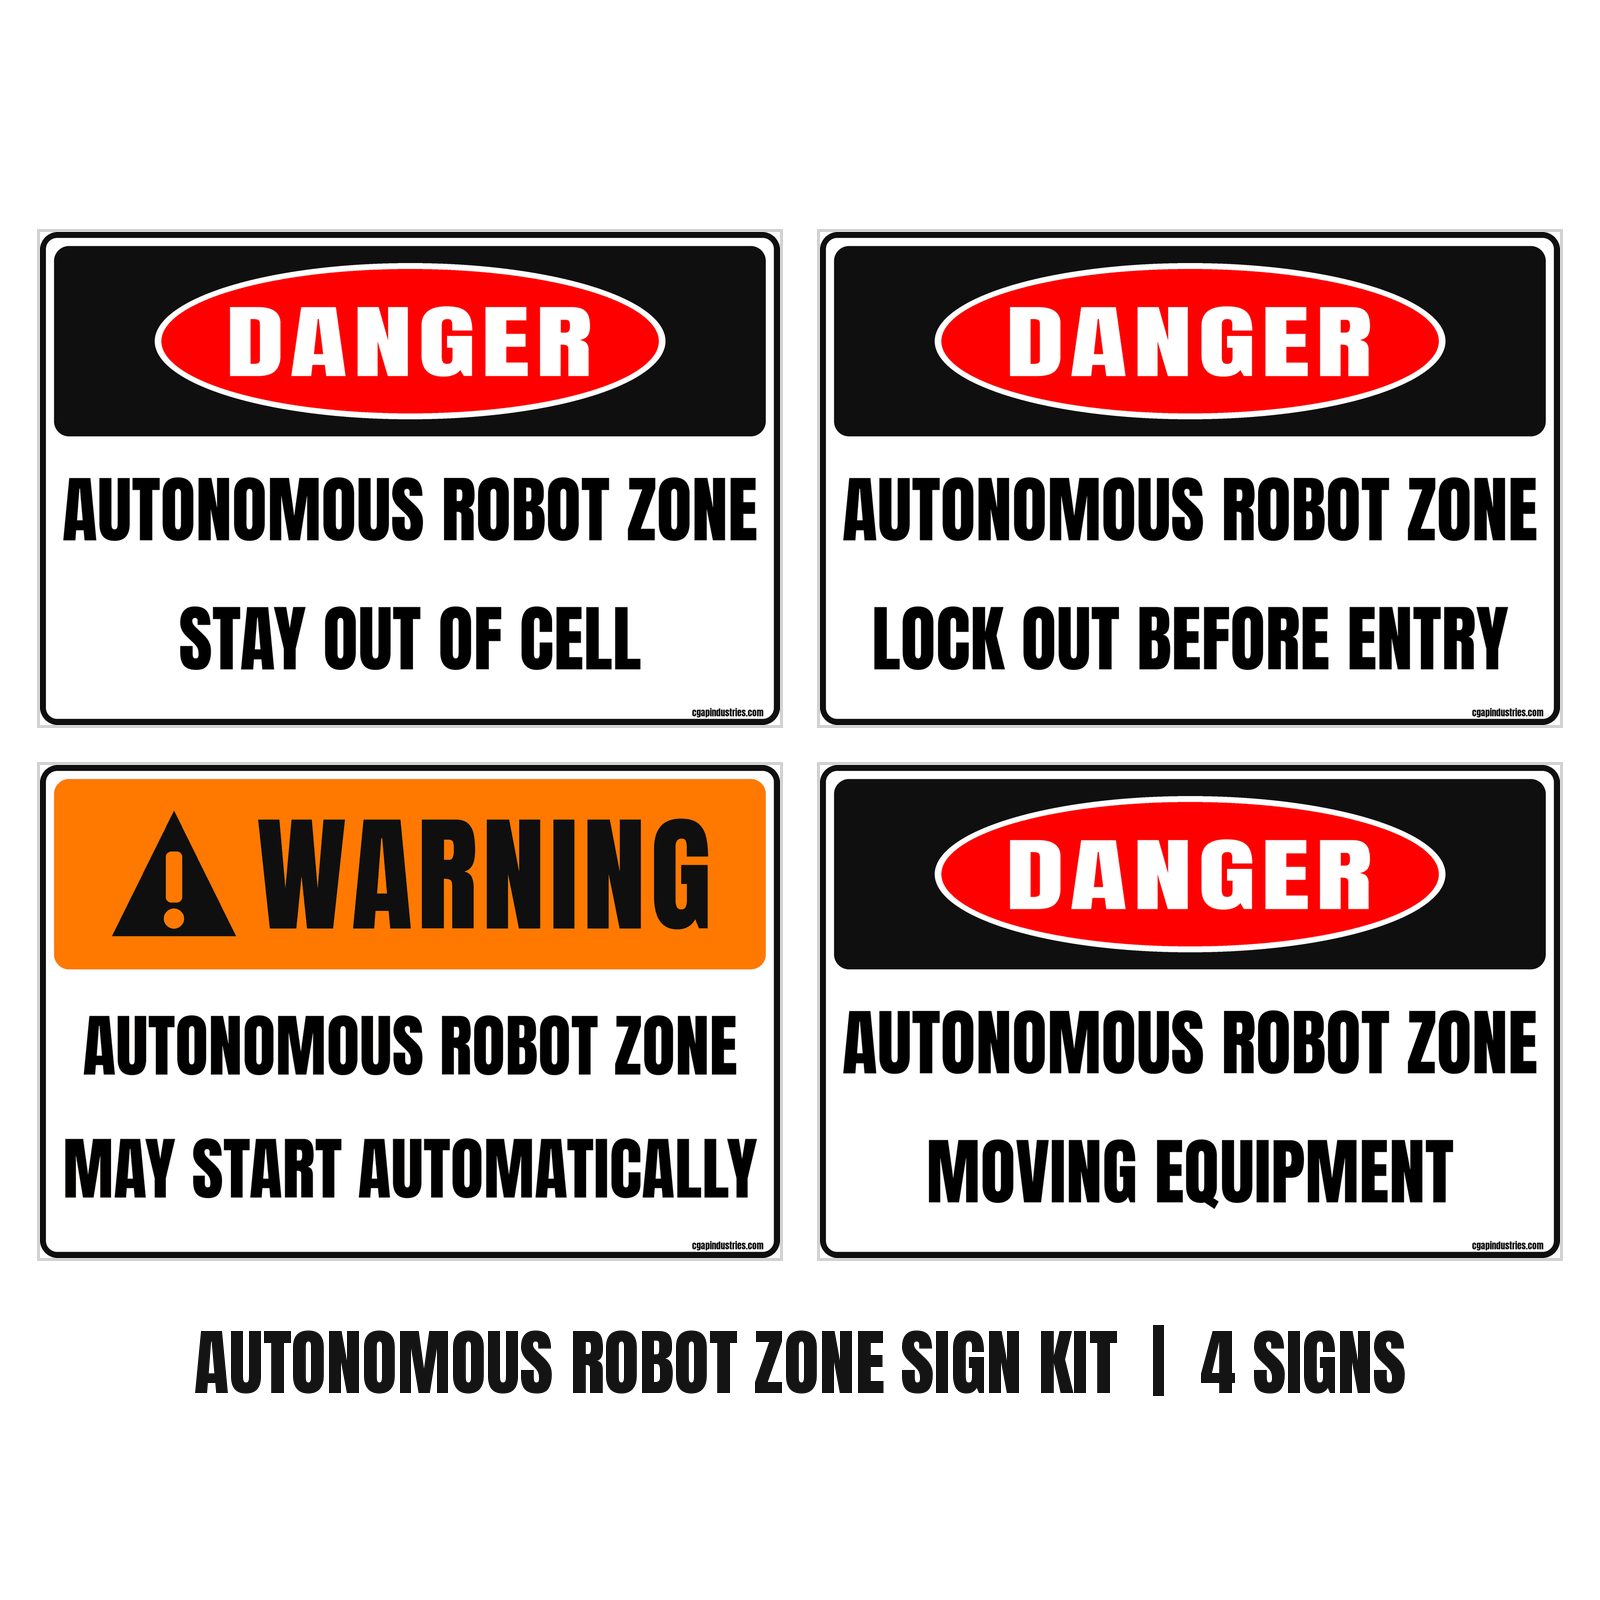 DANGER
AUTONOMOUS ROBOT ZONE
STAY OUT OF CELL
cgapindustries.com
DANGER
AUTONOMOUS ROBOT ZONE
LOCK OUT BEFORE ENTRY
cgapindustries.com
WARNING
AUTONOMOUS ROBOT ZONE
MAY START AUTOMATICALLY
cgapindustries.com
DANGER
AUTONOMOUS ROBOT ZONE
MOVING EQUIPMENT
cgapindustries.com
AUTONOMOUS ROBOT ZONE SIGN KIT | 4 SIGNS